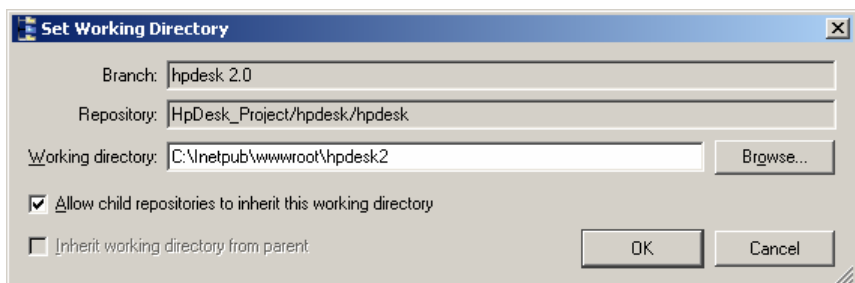 Set Working Directory
Branch: hpdesk 2.0
Repository: HpDesk_Project/hpdesk/hpdesk
Working directory: C:\Inetpub\wwwroot\hpdesk2 Browse...
Allow child repositories to inherit this working directory
Inherit working directory from parent OK Cancel